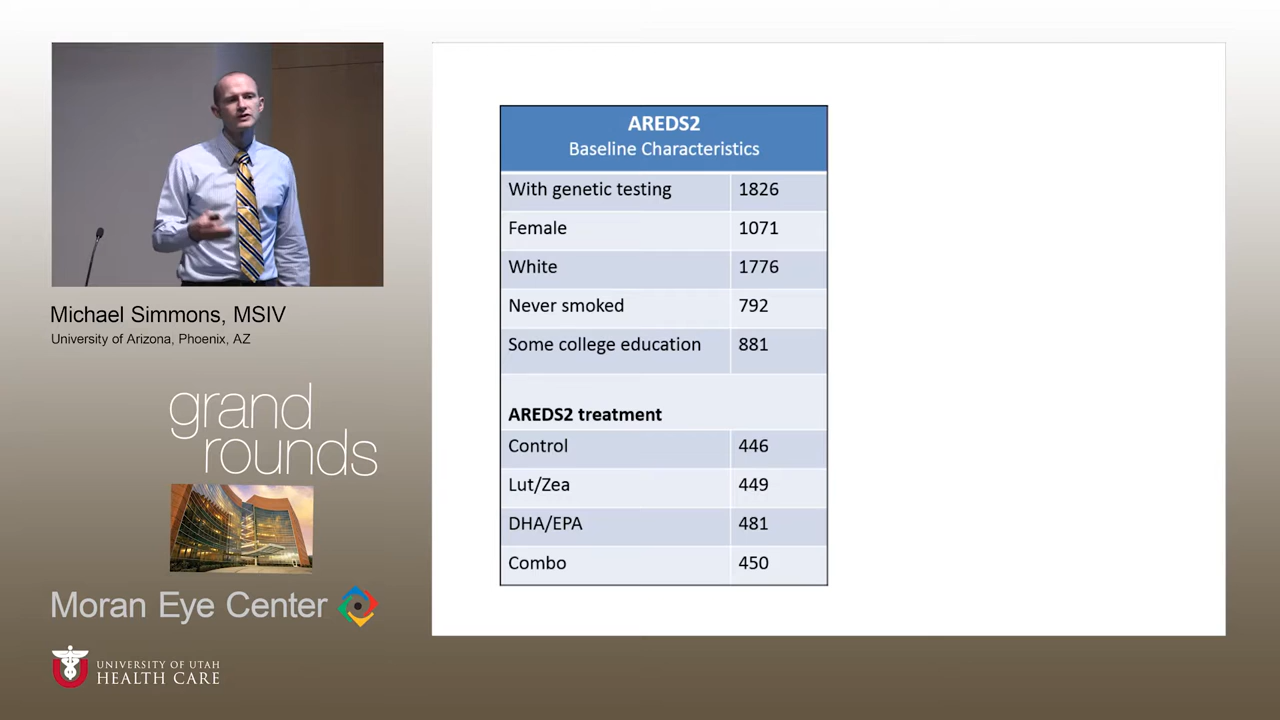 AREDS2
Baseline Characteristics
With genetic testing 1826
Female 1071
White 1776
Never smoked 792
Some college education 881
AREDS2 treatment
Control 446
Lut/Zea 449
DHA/EPA 481
Combo 450
Michael Simmons, MSIV
University of Arizona, Phoenix, AZ
grand
rounds
Moran Eye Center
UNIVERSITY OF UTAH
HEALTH CARE